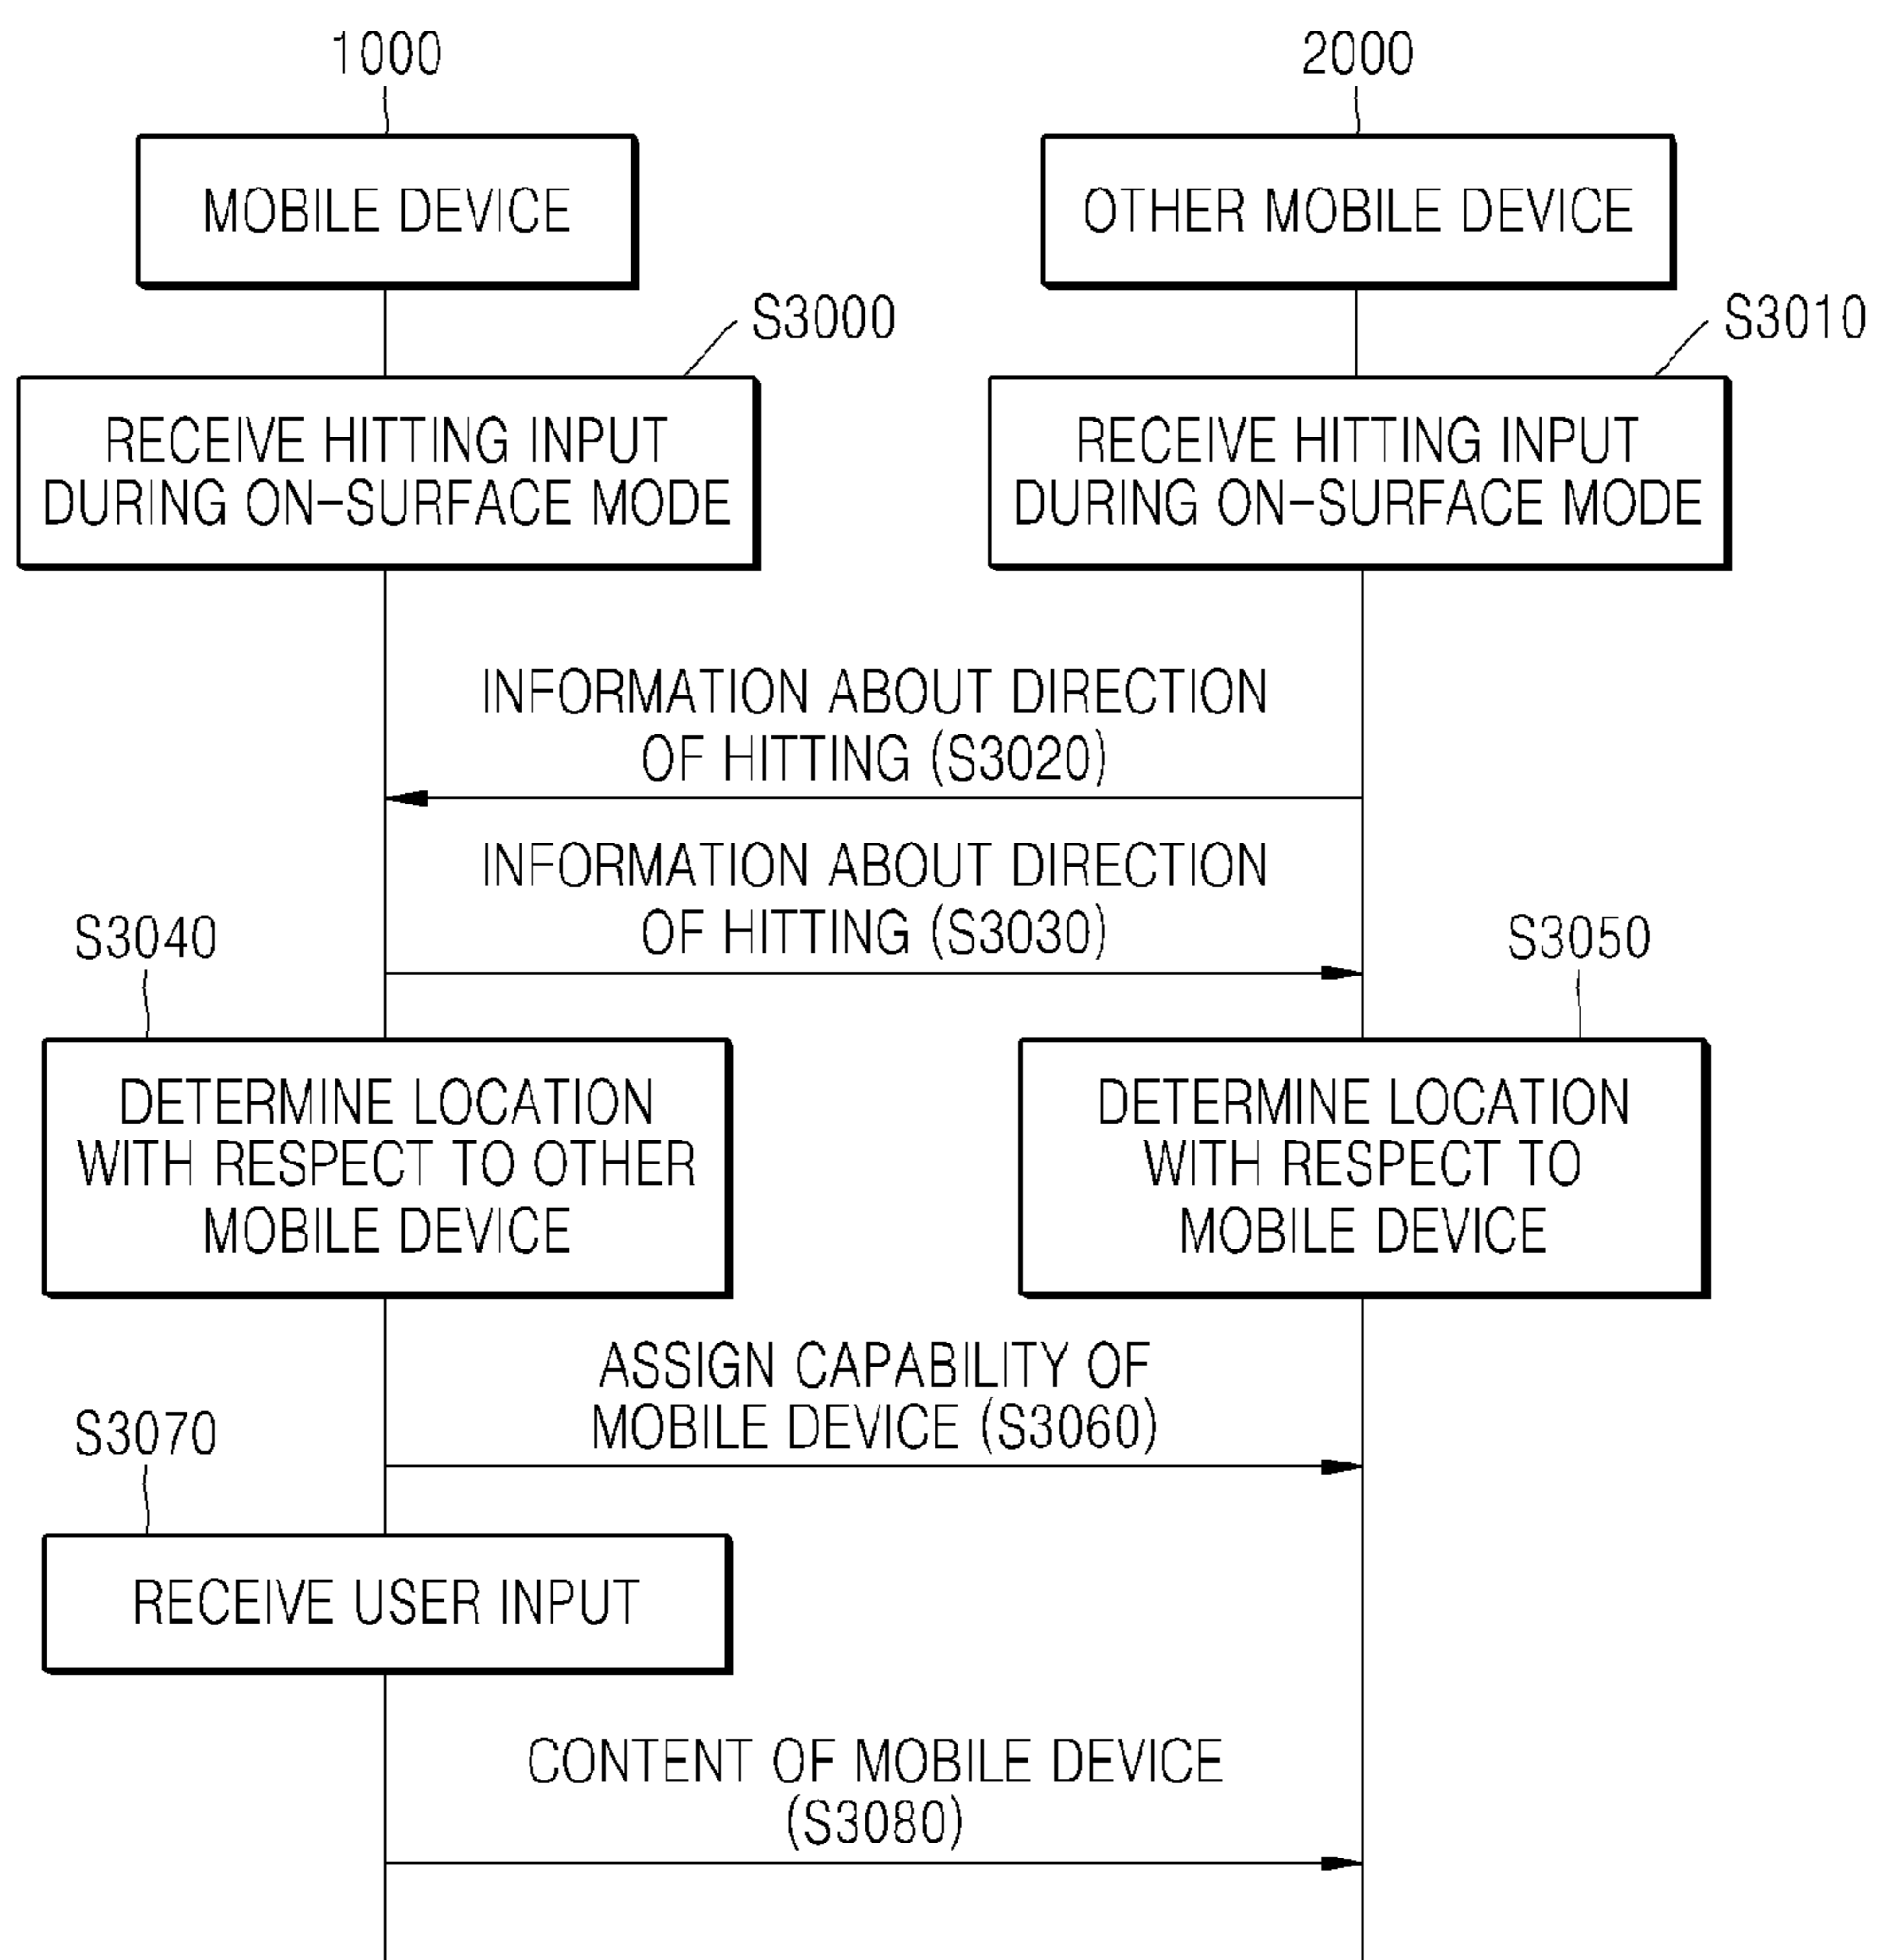 1000
2000
MOBILE DEVICE
OTHER MOBILE DEVICE
S3000
S3010
RECEIVE HITTING INPUT
DURING ON-SURFACE MODE
RECEIVE HITTING INPUT
DURING ON-SURFACE MODE
INFORMATION ABOUT DIRECTION
OF HITTING (S3020)
INFORMATION ABOUT DIRECTION
OF HITTING (S3030)
S3040
S3050
DETERMINE LOCATION
WITH RESPECT TO OTHER
MOBILE DEVICE
DETERMINE LOCATION
WITH RESPECT TO
MOBILE DEVICE
ASSIGN CAPABILITY OF
MOBILE DEVICE (S3060)
S3070
RECEIVE USER INPUT
CONTENT OF MOBILE DEVICE
(S3080)